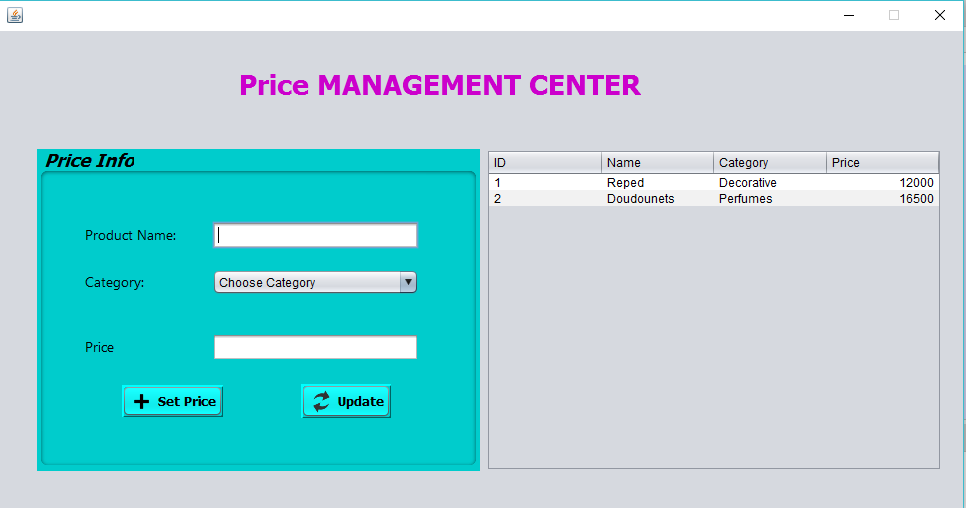 Price MANAGEMENT CENTER
Price Info
Product Name:
Category:
Choose Category
Price
Set Price
Update
ID Name Category Price
1 Reped Decorative 12000
2 Doudounets Perfumes 16500